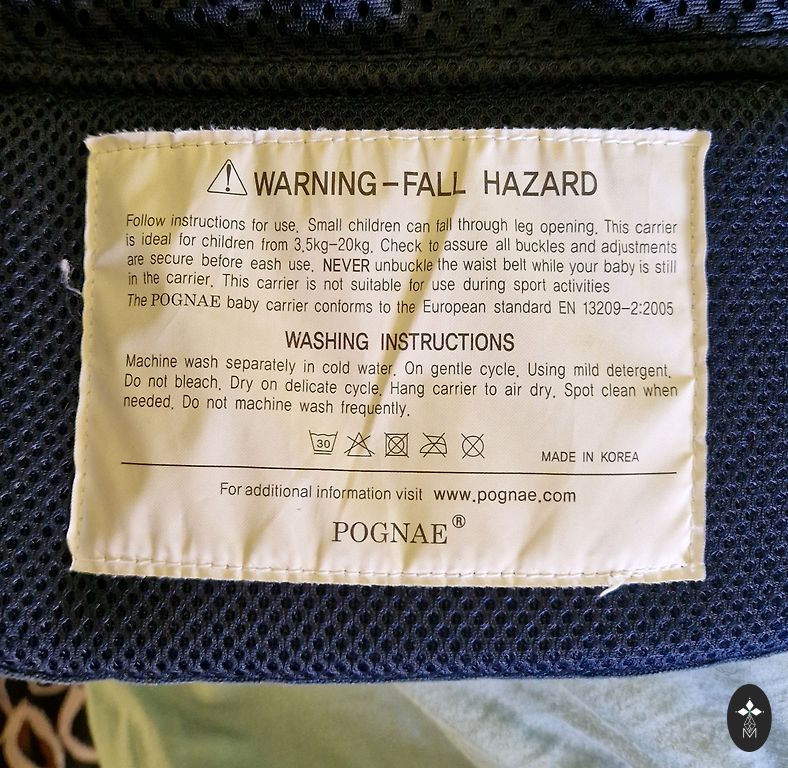 WARNING-FALL HAZARD
Follow instructions for use. Small children can fall through leg opening. This carrier
is ideal for children from 3.5kg-20kg. Check to assure all buckles and adjustments
are secure before eash use. NEVER unbuckle the waist belt while your baby is still
in the carrier. This carrier is not suitable for use during sport activities
The POGNAE baby carrier conforms to the European standard EN 13209-2:2005
WASHING INSTRUCTIONS
Machine wash separately in cold water. On gentle cycle. Using mild detergent.
Do not bleach. Dry on delicate cycle. Hang carrier to air dry. Spot clean when
needed. Do not machine wash frequently.
30
MADE IN KOREA
For additional information visit www.pognae.com
POGNAE®
M